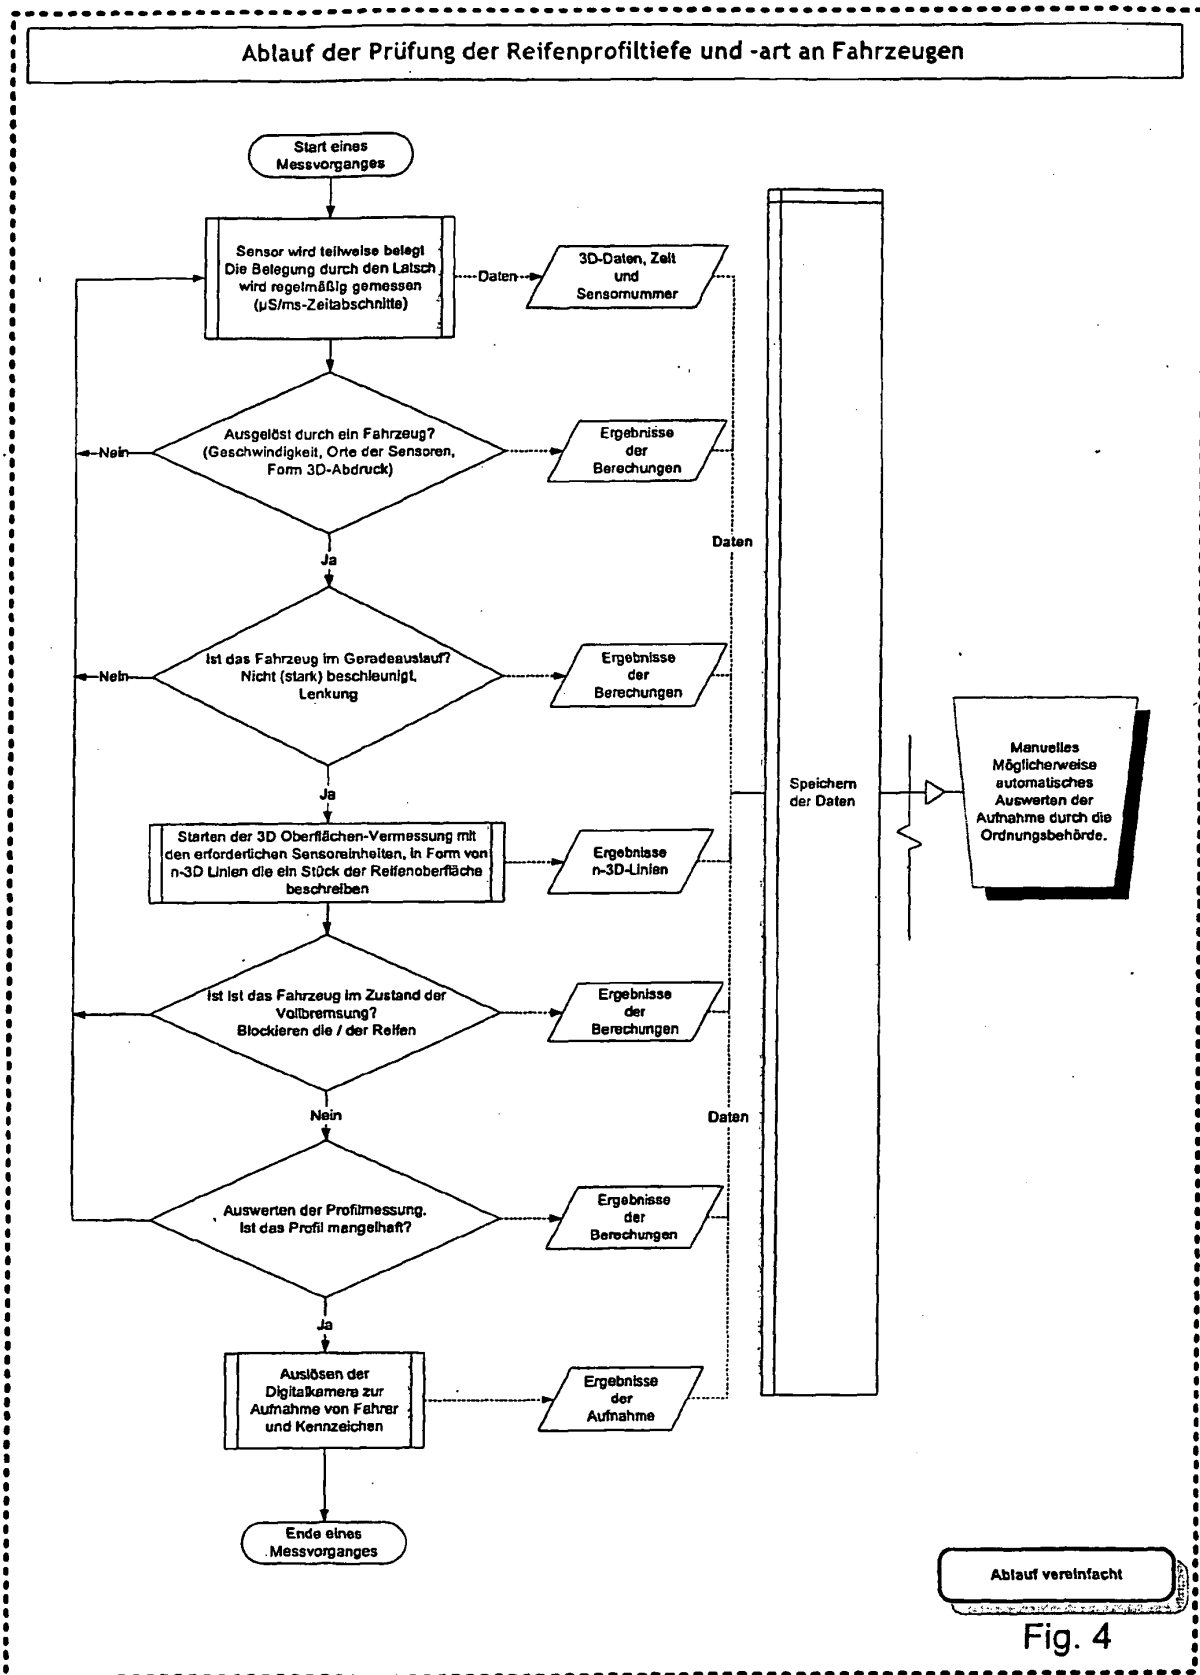 Ablauf der Prüfung der Reifenprofiltiefe und -art an Fahrzeugen
Start eines
Messvorganges
Sensor wird teilweise belegt
Die Belegung durch den Latsch
wird regelmäßig gemessen
(µS/ms-Zeitabschnitte)
Daten
3D-Daten, Zeit
und
Sensornummer
Ausgelöst durch ein Fahrzeug?
(Geschwindigkeit, Orte der Sensoren,
Form 3D-Abdruck)
Nein
Ergebnisse
der
Berechungen
Daten
Ja
Ist das Fahrzeug im Geradeauslauf?
Nicht (stark) beschleunigt,
Lenkung
Nein
Ergebnisse
der
Berechungen
Ja
Starten der 3D Oberflächen-Vermessung mit
den erforderlichen Sensoreinheiten, in Form von
n-3D Linien die ein Stück der Reifenoberfläche
beschreiben
Ergebnisse
n-3D-Linien
Speichern
der Daten
Manuelles
Möglicherweise
automatisches
Auswerten der
Aufnahme durch die
Ordnungsbehörde.
Ist ist das Fahrzeug im Zustand der
Vollbremsung?
Blockieren die / der Reifen
Ergebnisse
der
Berechungen
Nein
Daten
Auswerten der Profilmessung.
Ist das Profil mangelhaft?
Ergebnisse
der
Berechungen
Ja
Auslösen der
Digitalkamera zur
Aufnahme von Fahrer
und Kennzeichen
Ergebnisse
der
Aufnahme
Ende eines
Messvorganges
Ablauf vereinfacht
Fig. 4